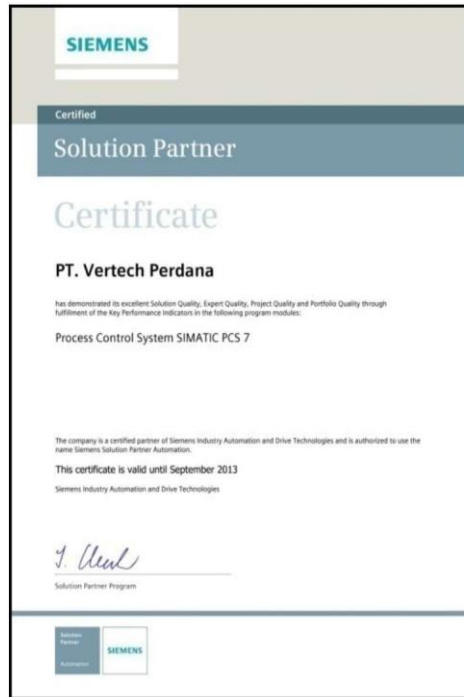 SIEMENS
Certified
Solution Partner
Certificate
PT. Vertech Perdana
has demonstrated its excellent Solution Quality, Expert Quality, Project Quality and Portfolio Quality through
fulfillment of the Key Performance Indicators in the following program modules:
Process Control System SIMATIC PCS 7
The company is a certified partner of Siemens Industry Automation and Drive Technologies and is authorized to use the
name Siemens Solution Partner Automation.
This certificate is valid until September 2013
Siemens Industry Automation and Drive Technologies
Solution Partner Program
Solution
Partner
Automation
SIEMENS